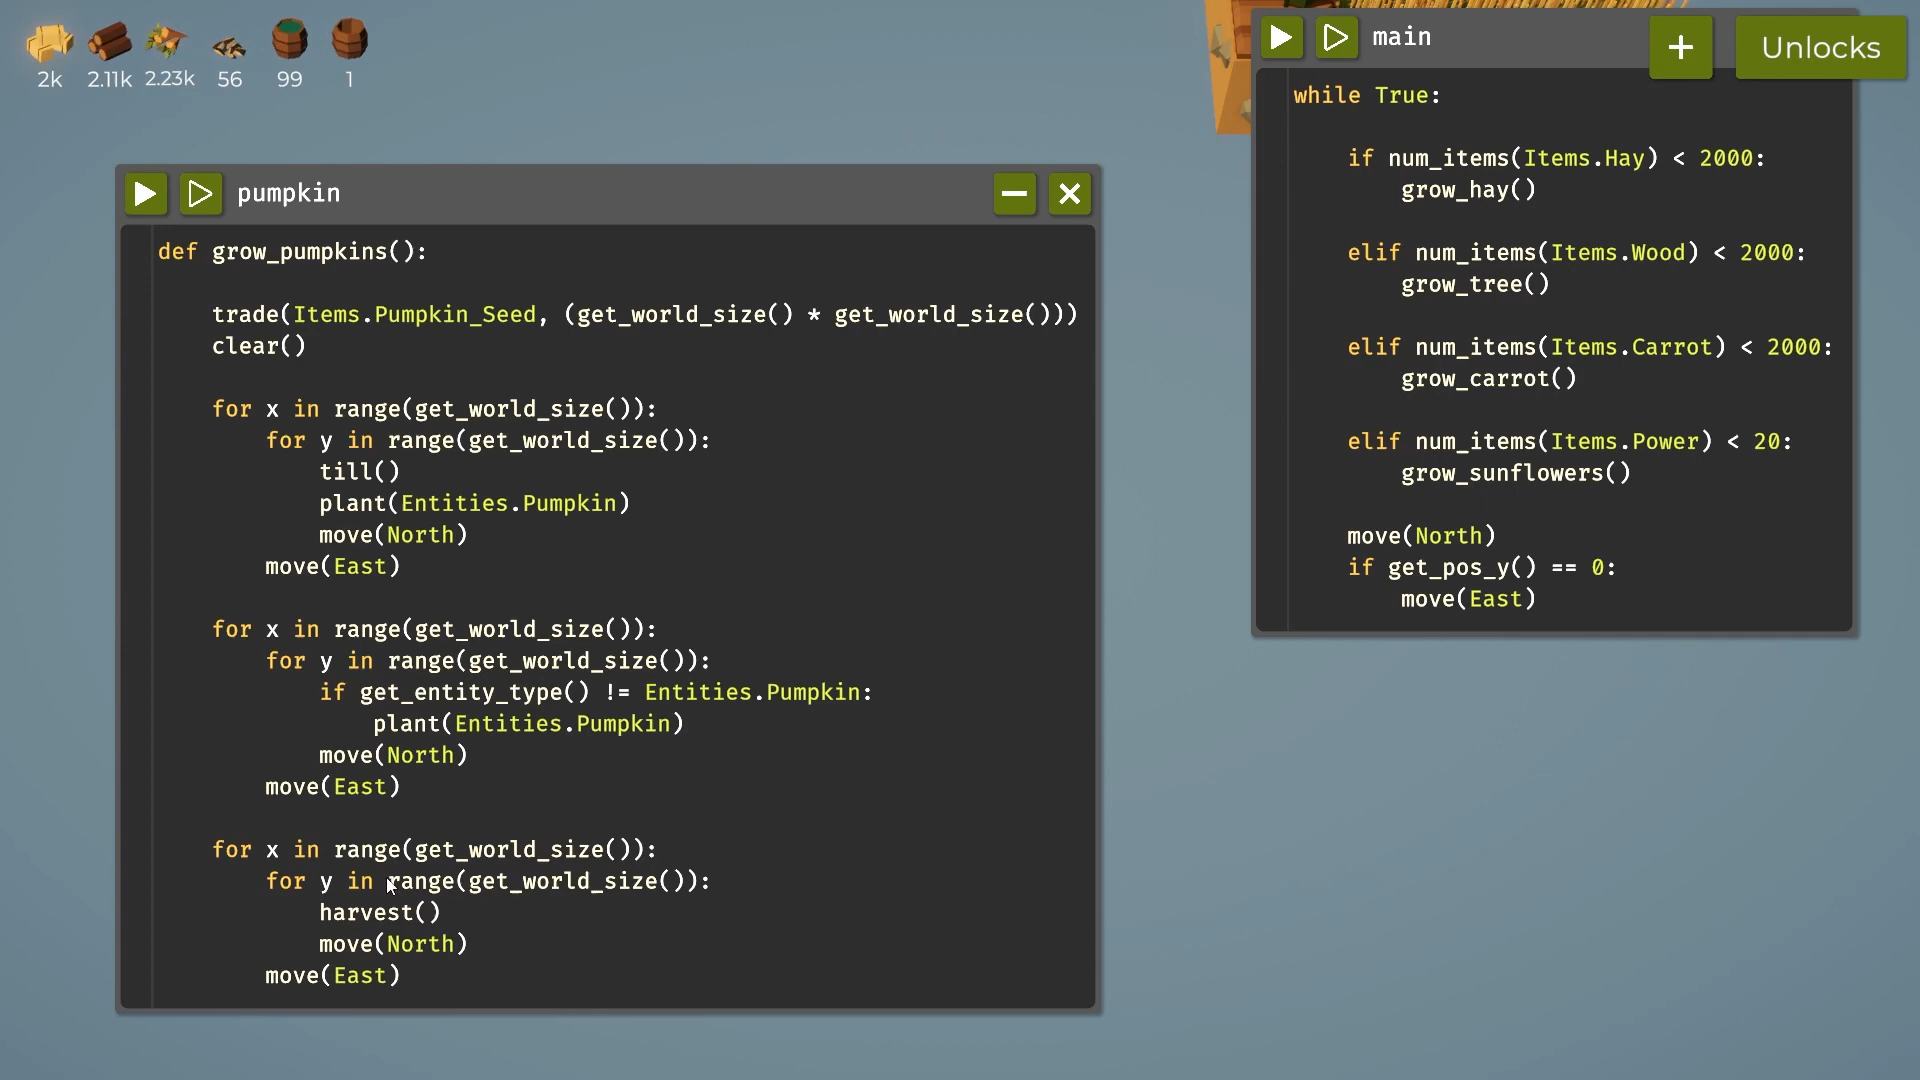 2k 2.11k 2.23k 56 99 1
pumpkin
def grow_pumpkins():
trade(Items.Pumpkin_Seed, (get_world_size() * get_world_size()))
clear()
for x in range(get_world_size()):
for y in range(get_world_size()):
till()
plant(Entities.Pumpkin)
move(North)
move(East)
for x in range(get_world_size()):
for y in range(get_world_size()):
if get_entity_type() != Entities.Pumpkin:
plant(Entities.Pumpkin)
move(North)
move(East)
for x in range(get_world_size()):
for y in range(get_world_size()):
harvest()
move(North)
move(East)
main
+ Unlocks
while True:
if num_items(Items.Hay) < 2000:
grow_hay()
elif num_items(Items.Wood) < 2000:
grow_tree()
elif num_items(Items.Carrot) < 2000:
grow_carrot()
elif num_items(Items.Power) < 20:
grow_sunflowers()
move(North)
if get_pos_y() == 0:
move(East)